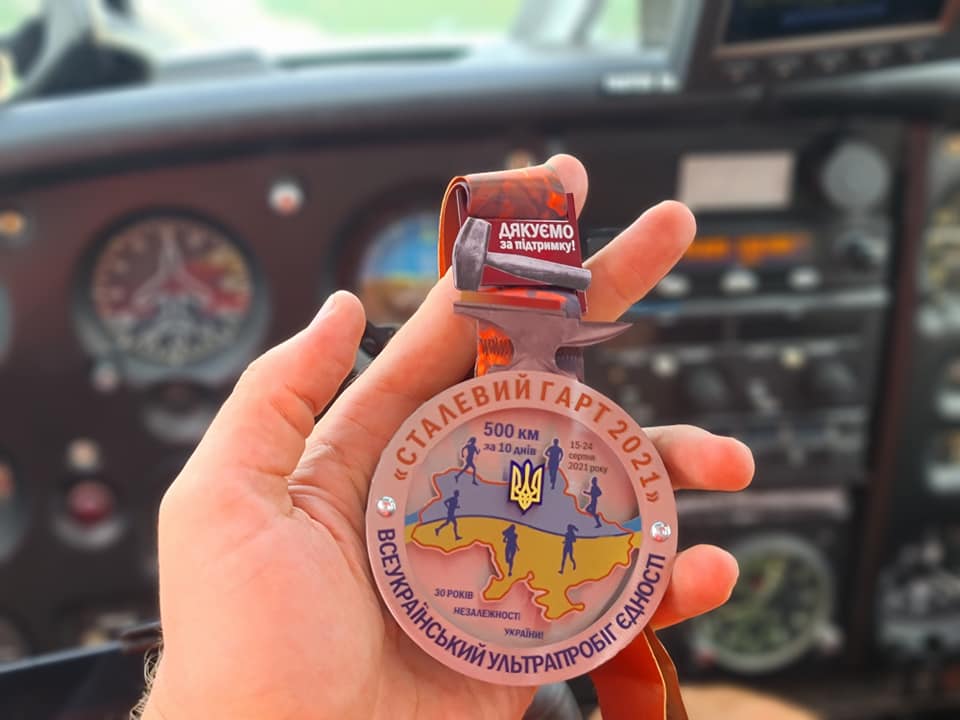 ДЯКУЄМО
за підтримку!
«СТАЛЕВИЙ ГАРТ 2021»
500 км
за 10 днів
15-24
серпня
2021 року
30 РОКІВ
НЕЗАЛЕЖНОСТІ
УКРАЇНИ!
ВСЕУКРАЇНСЬКИЙ УЛЬТРАПРОБІГ ЄДНОСТІ